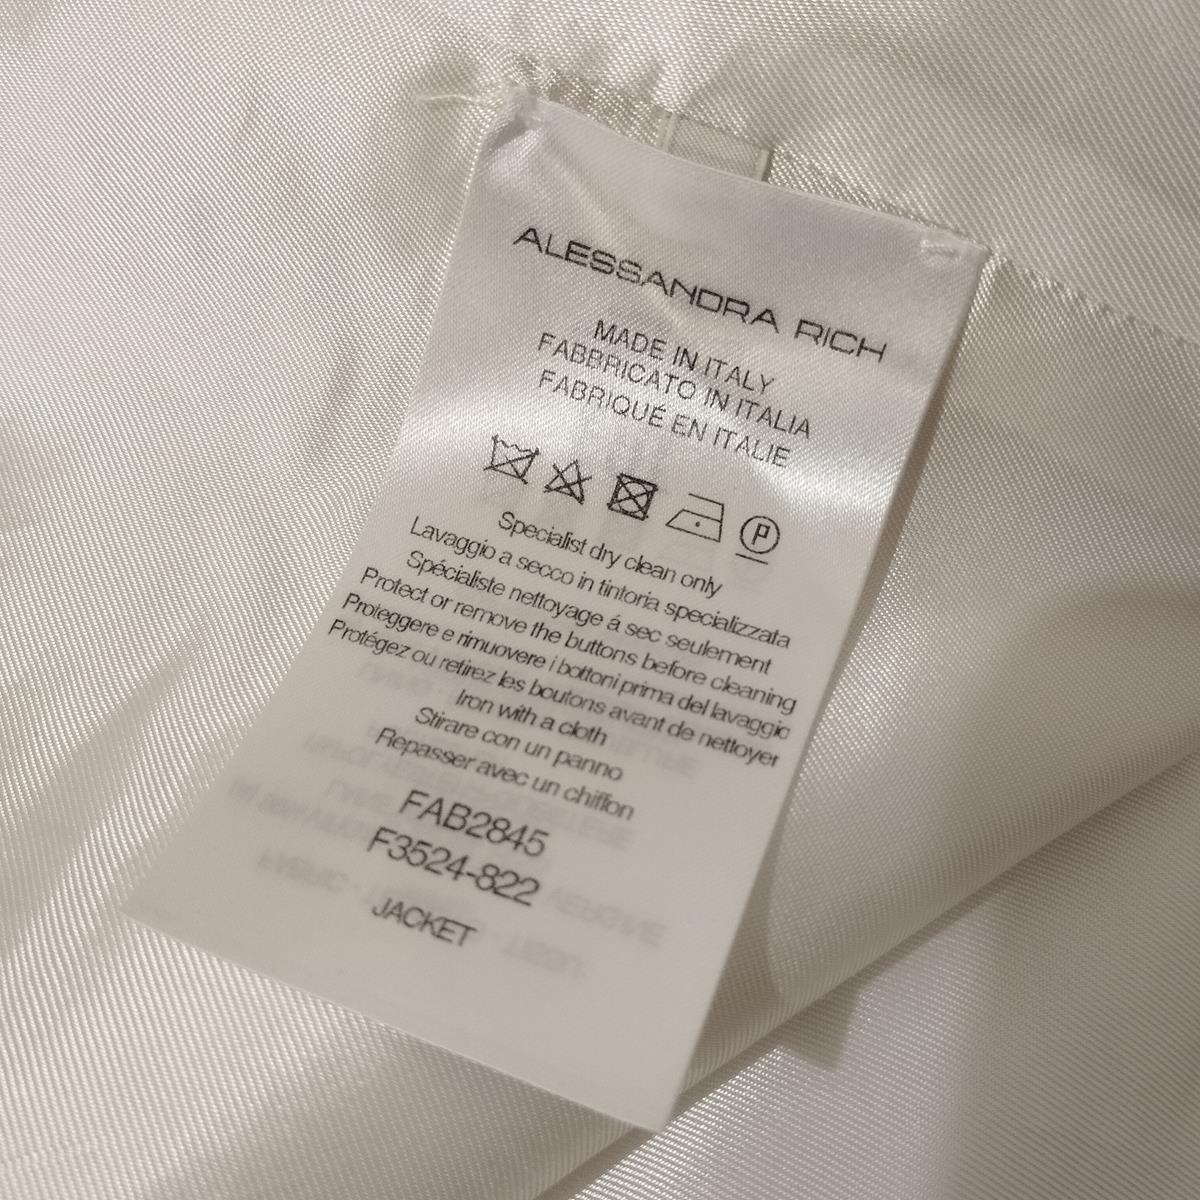 ALESSANDRA RICH
MADE IN ITALY
FABBRICATO IN ITALIA
FABRIQUÉ EN ITALIE
P
Specialist dry clean only
Lavaggio a secco in tintoria specializzata
Spécialiste nettoyage á sec seulement
Protect or remove the buttons before cleaning
Proteggere e rimuovere i bottoni prima del lavaggio
Protégez ou retirez les boutons avant de nettoyer
Iron with a cloth
Stirare con un panno
Repasser avec un chiffon
FAB2845
F3524-822
JACKET